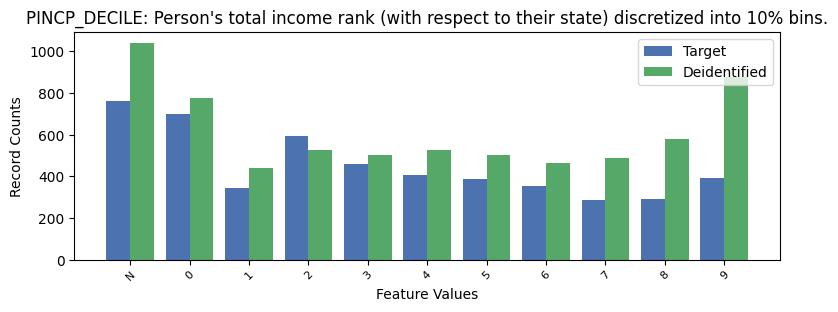 PINCP_DECILE: Person's total income rank (with respect to their state) discretized into 10% bins.
Target
Deidentified
Record Counts
1000
800
600
400
200
0
N 0 1 2 3 4 5 6 7 8 9
Feature Values